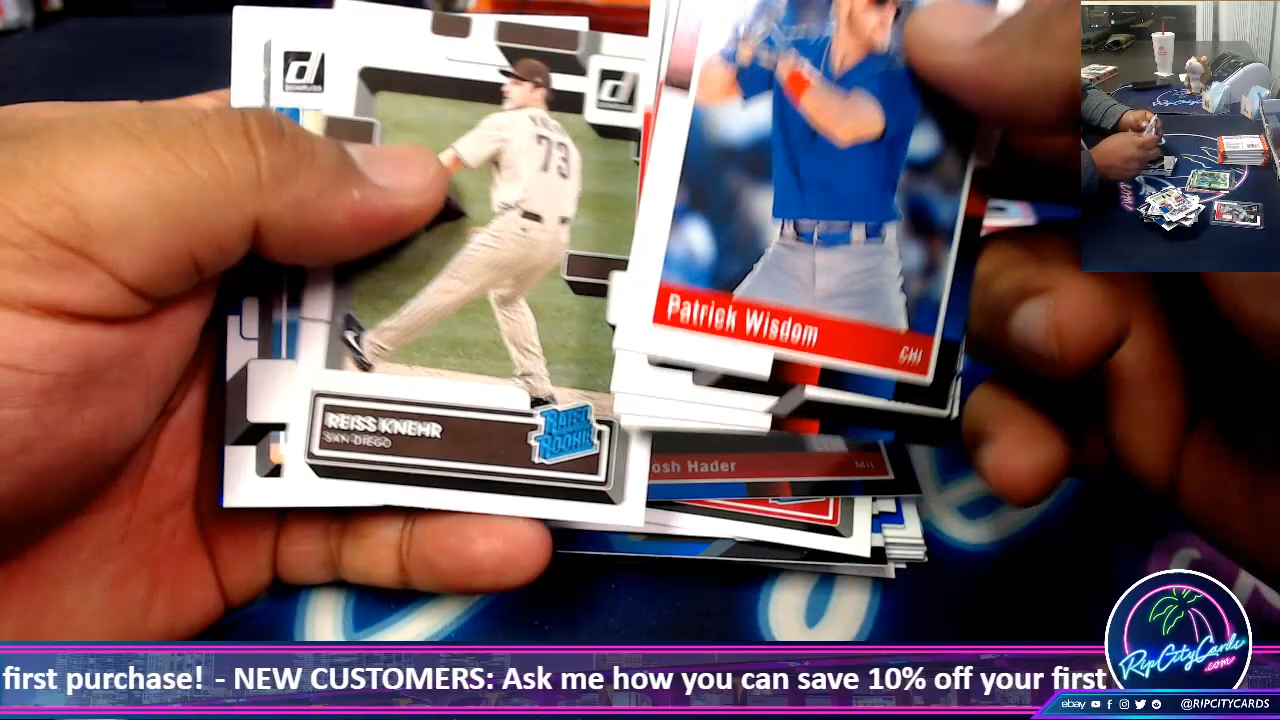 73
REISS KNEHR
SAN DIEGO
RATED
ROOKIE
Patrick Wisdom
CHI
osh Hader
MIL
first purchase! - NEW CUSTOMERS: Ask me how you can save 10% off your first
RipCityCards
.com
ebay
@RIPCITYCARDS